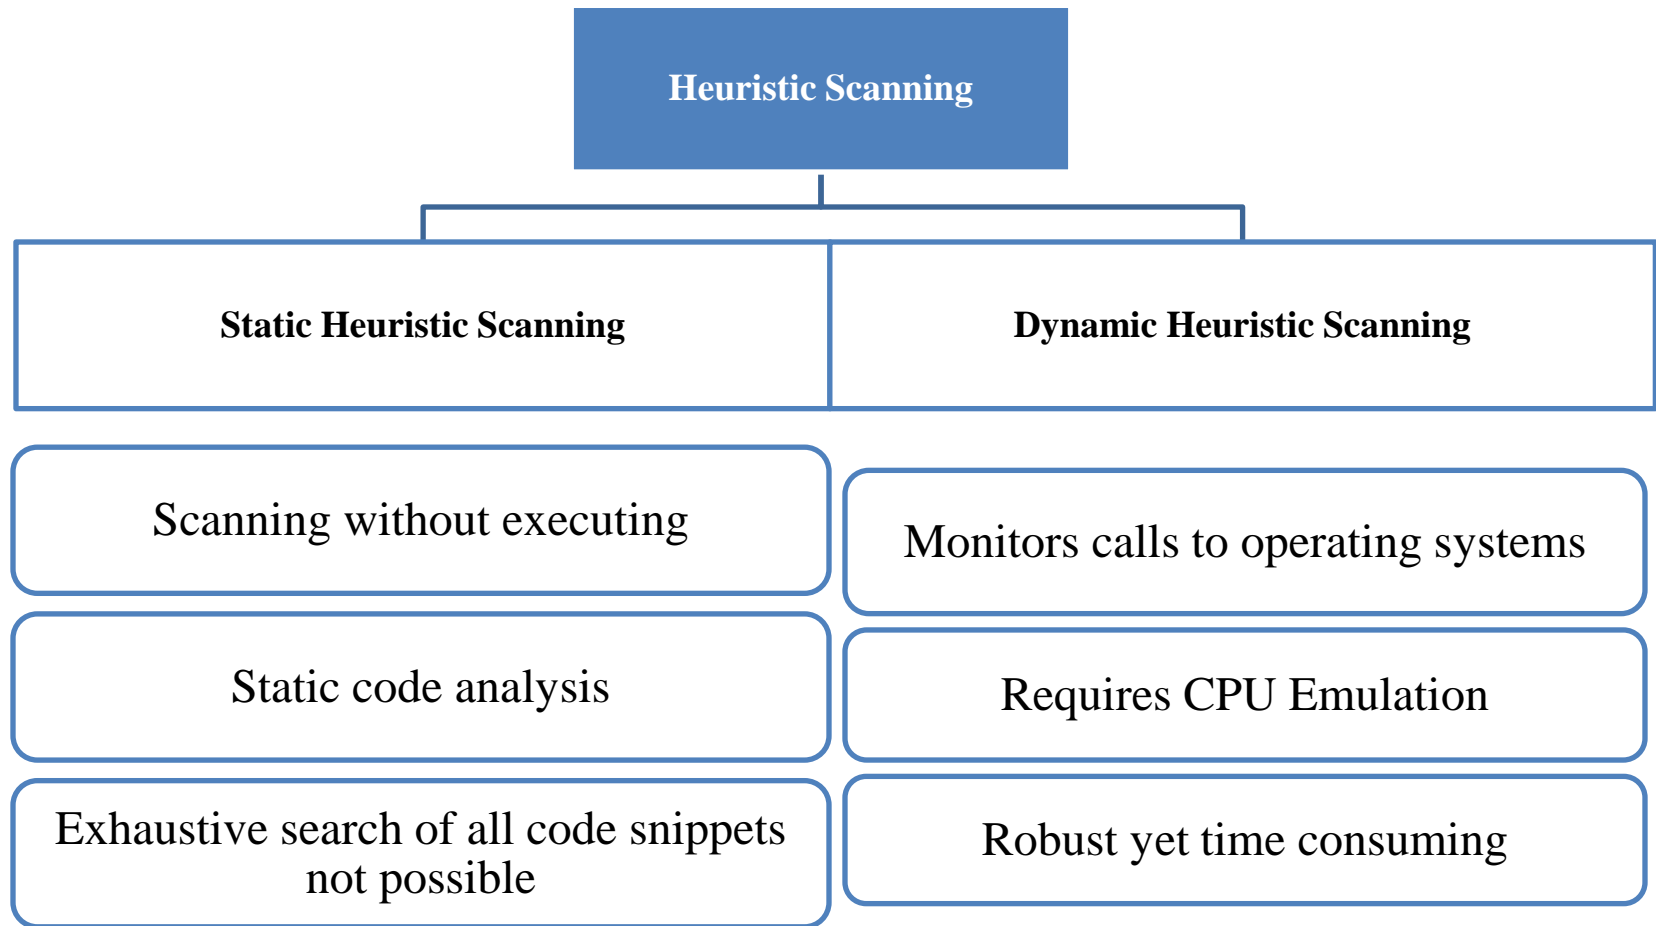 Heuristic Scanning
Static Heuristic Scanning
Dynamic Heuristic Scanning
Scanning without executing
Static code analysis
Exhaustive search of all code snippets
not possible
Monitors calls to operating systems
Requires CPU Emulation
Robust yet time consuming